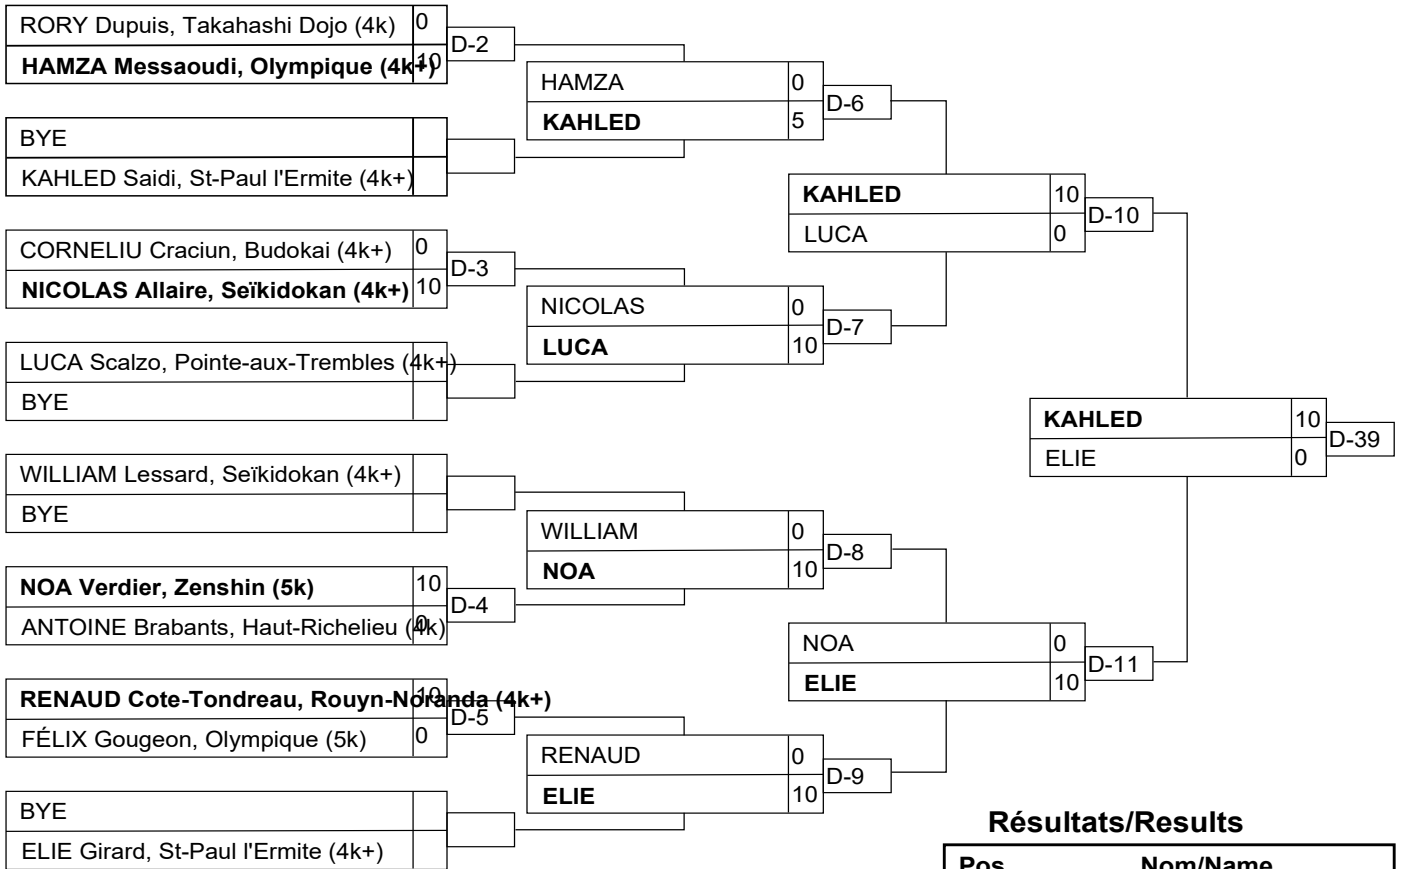 RORY Dupuis, Takahashi Dojo (4k) 0
HAMZA Messaoudi, Olympique (4k+) 10
D-2
BYE
KAHLED Saidi, St-Paul l'Ermite (4k+)
CORNELIU Craciun, Budokai (4k+) 0
NICOLAS Allaire, Seïkidokan (4k+) 10
D-3
LUCA Scalzo, Pointe-aux-Trembles (4k+)
BYE
WILLIAM Lessard, Seïkidokan (4k+)
BYE
NOA Verdier, Zenshin (5k) 10
ANTOINE Brabants, Haut-Richelieu (4k) 0
D-4
RENAUD Cote-Tondreau, Rouyn-Noranda (4k+) 10
FÉLIX Gougeon, Olympique (5k) 0
D-5
BYE
ELIE Girard, St-Paul l'Ermite (4k+)
HAMZA 0
KAHLED 5
D-6
NICOLAS 0
LUCA 10
D-7
WILLIAM 0
NOA 10
D-8
RENAUD 0
ELIE 10
D-9
KAHLED 10
LUCA 0
D-10
NOA 0
ELIE 10
D-11
KAHLED 10
ELIE 0
D-39
Résultats/Results
Pos Nom/Name